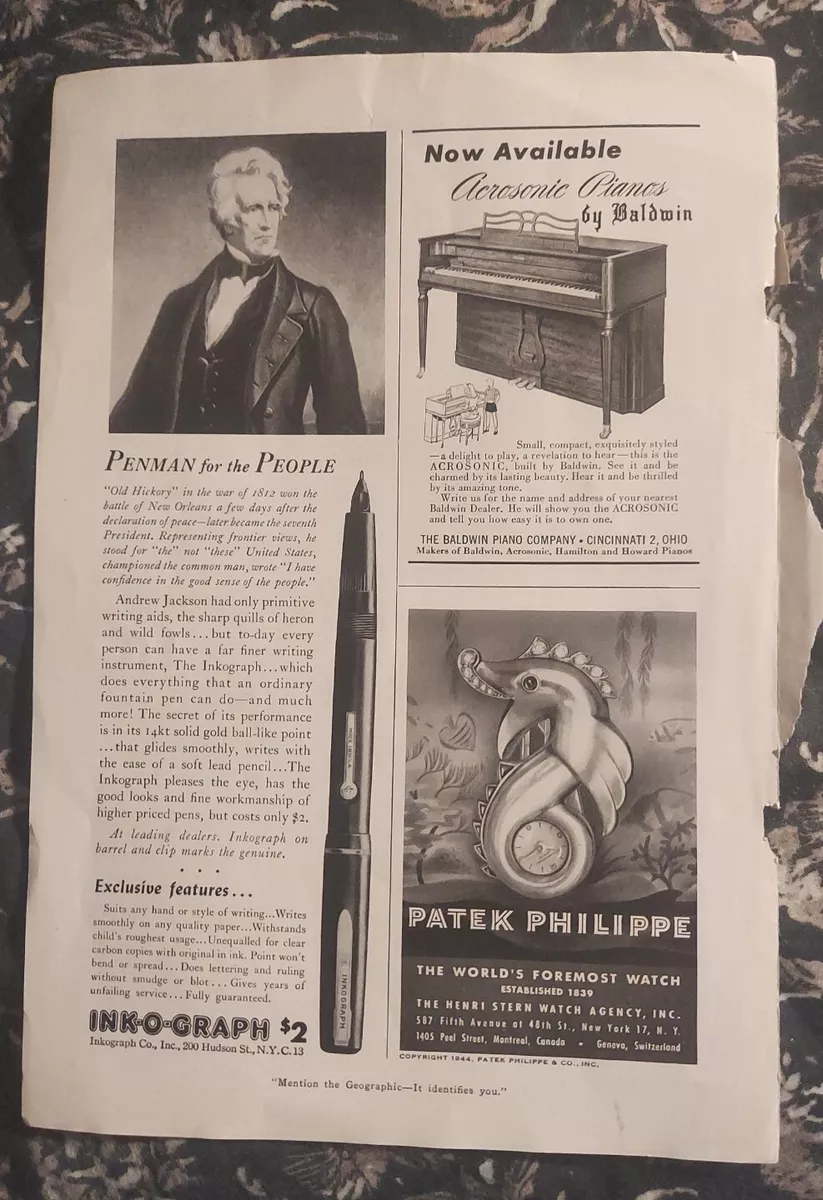 PENMAN for the PEOPLE
"Old Hickory" in the war of 1812 won the
battle of New Orleans a few days after the
declaration of peace—later became the seventh
President. Representing frontier views, he
stood for "the" not "these" United States,
championed the common man, wrote "I have
confidence in the good sense of the people."
Andrew Jackson had only primitive
writing aids, the sharp quills of heron
and wild fowls...but to-day every
person can have a far finer writing
instrument, The Inkograph...which
does everything that an ordinary
fountain pen can do—and much
more! The secret of its performance
is in its 14kt solid gold ball-like point
...that glides smoothly, writes with
the ease of a soft lead pencil...The
Inkograph pleases the eye, has the
good looks and fine workmanship of
higher priced pens, but costs only $2.
At leading dealers. Inkograph on
barrel and clip marks the genuine.
• • •
Exclusive features...
Suits any hand or style of writing...Writes
smoothly on any quality paper...Withstands
child's roughest usage...Unequalled for clear
carbon copies with original in ink. Point won't
bend or spread...Does lettering and ruling
without smudge or blot...Gives years of
unfailing service...Fully guaranteed.
INK-O-GRAPH $2
Inkograph Co., Inc., 200 Hudson St., N.Y.C. 13
INKOGRAPH
Now Available
Acrosonic Pianos
by Baldwin
Small, compact, exquisitely styled
—a delight to play, a revelation to hear—this is the
ACROSONIC, built by Baldwin. See it and be
charmed by its lasting beauty. Hear it and be thrilled
by its amazing tone.
Write us for the name and address of your nearest
Baldwin Dealer. He will show you the ACROSONIC
and tell you how easy it is to own one.
THE BALDWIN PIANO COMPANY • CINCINNATI 2, OHIO
Makers of Baldwin, Acrosonic, Hamilton and Howard Pianos
PATEK PHILIPPE
THE WORLD'S FOREMOST WATCH
ESTABLISHED 1839
THE HENRI STERN WATCH AGENCY, INC.
587 Fifth Avenue at 48th St., New York 17, N. Y.
1405 Peel Street, Montreal, Canada • Geneva, Switzerland
COPYRIGHT 1944, PATEK PHILIPPE & CO., INC.
"Mention the Geographic—It identifies you."